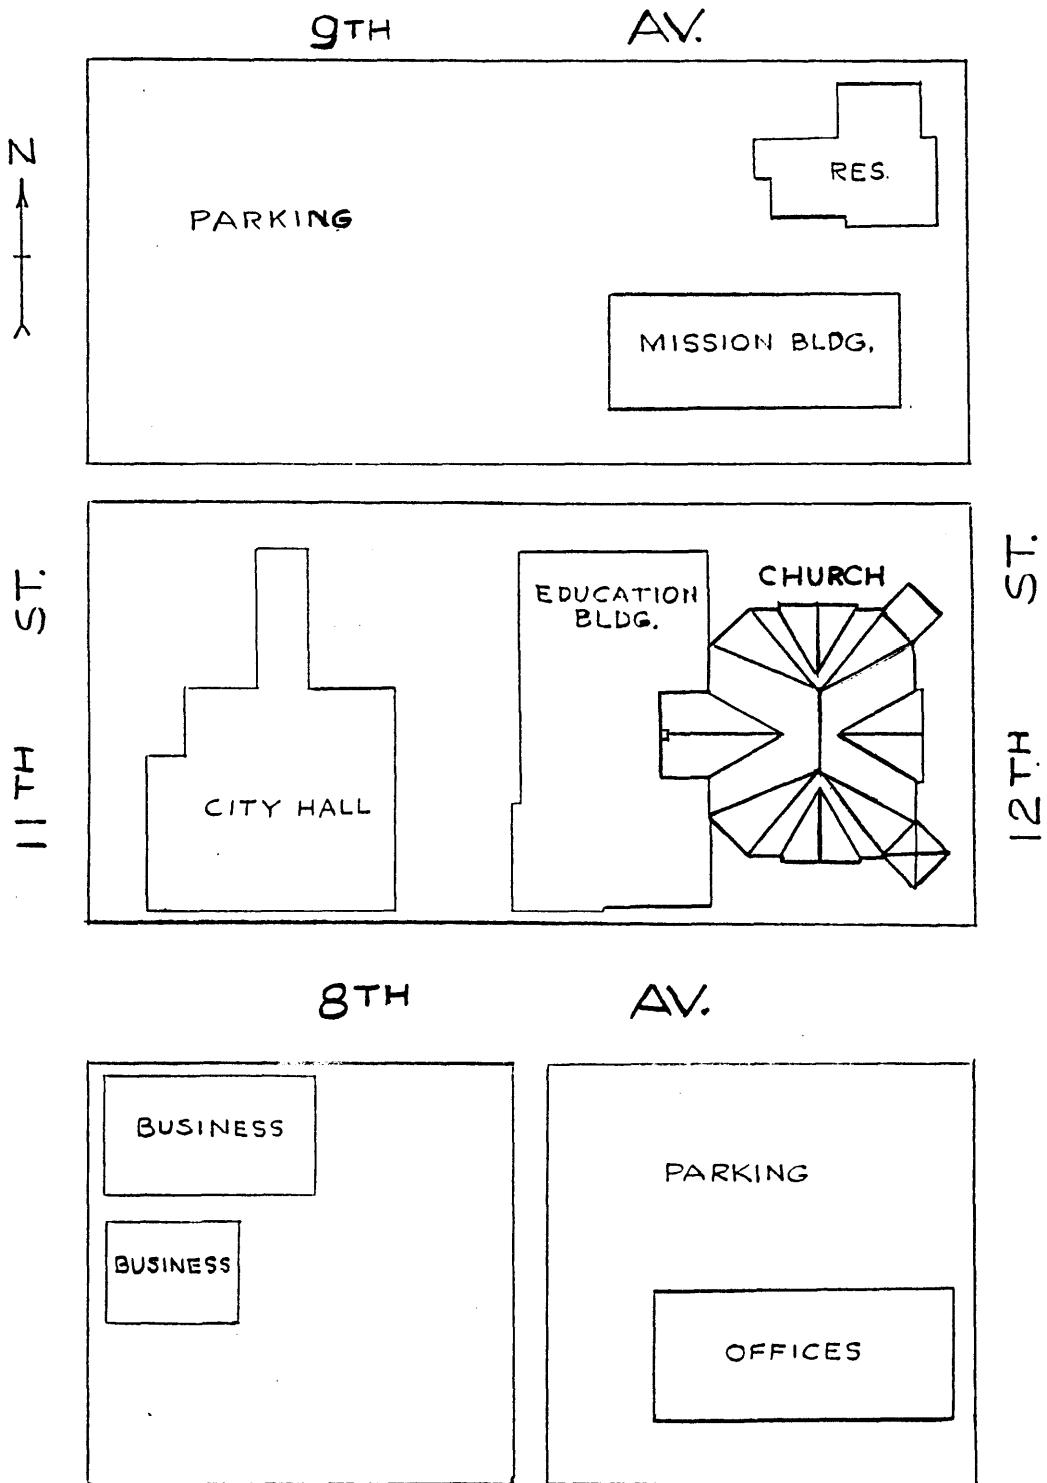 9TH AV.
N
RES.
PARKING
MISSION BLDG.
11TH ST.
12TH ST.
CHURCH
EDUCATION
BLDG.
CITY HALL
8TH AV.
BUSINESS
PARKING
BUSINESS
OFFICES